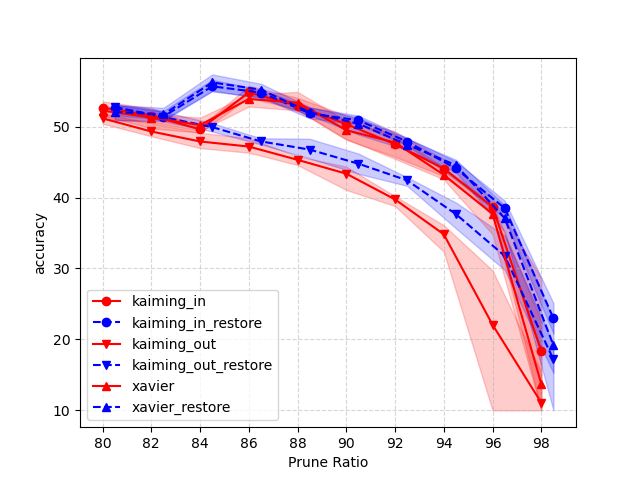 accuracy
50
40
30
20
10
kaiming_in
kaiming_in_restore
kaiming_out
kaiming_out_restore
xavier
xavier_restore
80 82 84 86 88 90 92 94 96 98
Prune Ratio